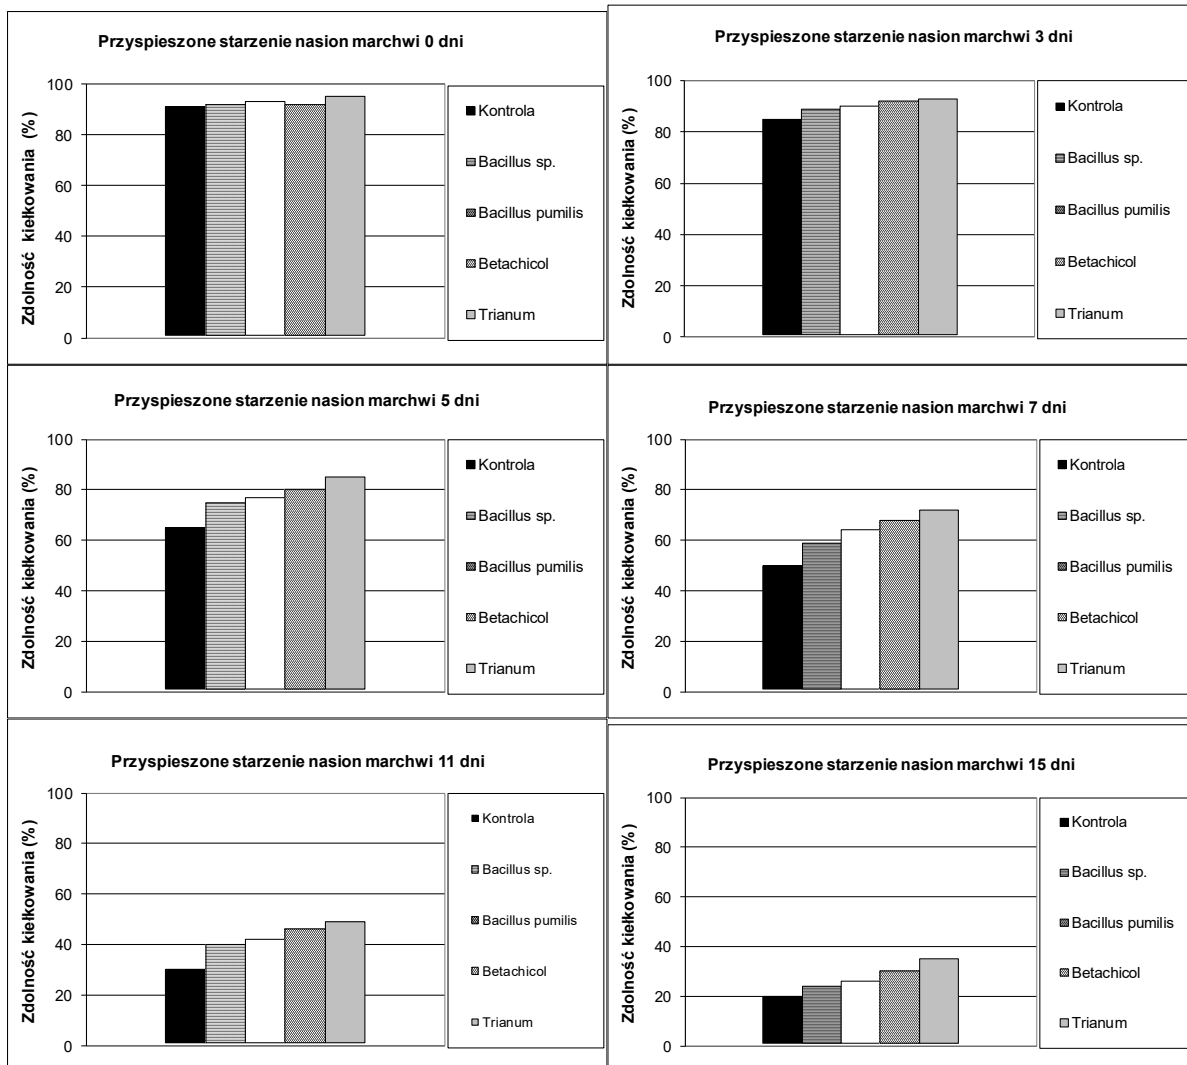 Przyspieszone starzenie nasion marchwi 0 dni
Zdolność kiełkowania (%)
100
80
60
40
20
0
Kontrola
Bacillus sp.
Bacillus pumilis
Betachicol
Trianum
Przyspieszone starzenie nasion marchwi 3 dni
Zdolność kiełkowania (%)
100
80
60
40
20
0
Kontrola
Bacillus sp.
Bacillus pumilis
Betachicol
Trianum
Przyspieszone starzenie nasion marchwi 5 dni
Zdolność kiełkowania (%)
100
80
60
40
20
0
Kontrola
Bacillus sp.
Bacillus pumilis
Betachicol
Trianum
Przyspieszone starzenie nasion marchwi 7 dni
Zdolność kiełkowania (%)
100
80
60
40
20
0
Kontrola
Bacillus sp.
Bacillus pumilis
Betachicol
Trianum
Przyspieszone starzenie nasion marchwi 11 dni
Zdolność kiełkowania (%)
100
80
60
40
20
0
Kontrola
Bacillus sp.
Bacillus pumilis
Betachicol
Trianum
Przyspieszone starzenie nasion marchwi 15 dni
Zdolność kiełkowania (%)
100
80
60
40
20
0
Kontrola
Bacillus sp.
Bacillus pumilis
Betachicol
Trianum